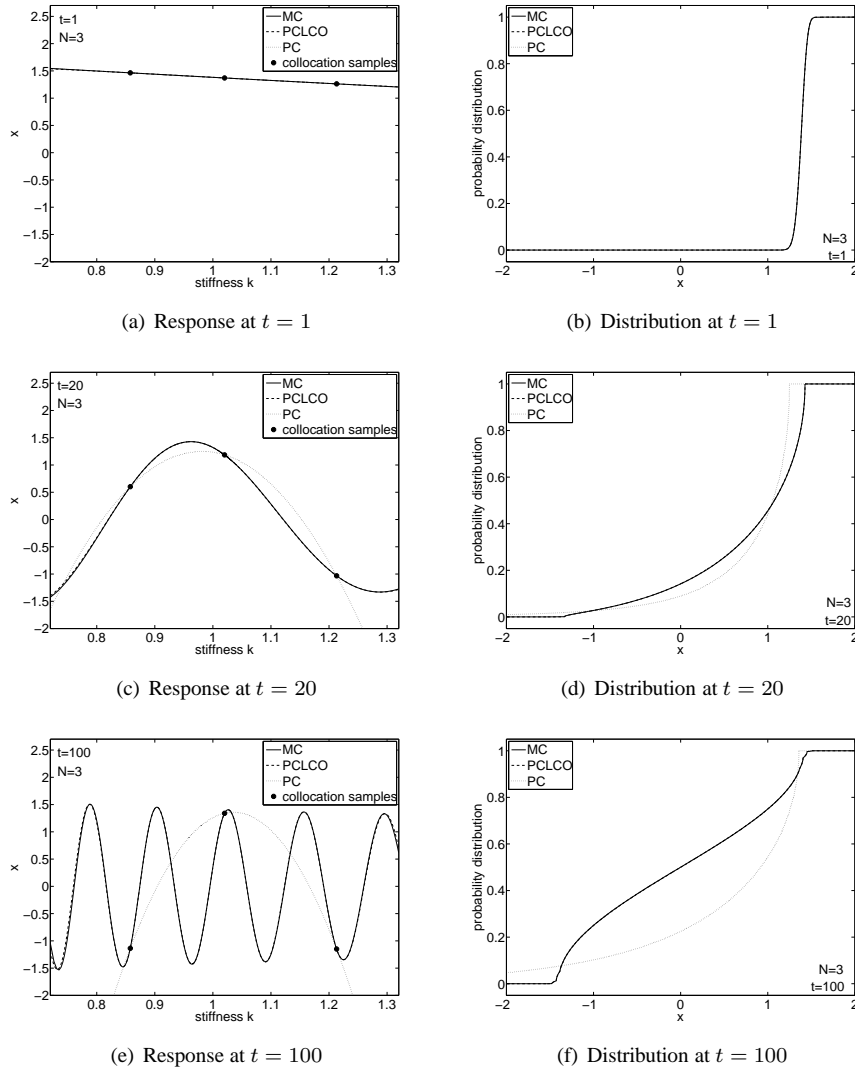 t=1
N=3
MC
PCLCO
PC
collocation samples
2.5
2
1.5
1
0.5
0
−0.5
−1
−1.5
−2
x
0.8 0.9 1 1.1 1.2 1.3
stiffness k
(a) Response at t = 1
MC
PCLCO
PC
1
0.8
0.6
0.4
0.2
0
probability distribution
N=3
t=1
−2 −1 0 1 2
x
(b) Distribution at t = 1
t=20
N=3
MC
PCLCO
PC
collocation samples
2.5
2
1.5
1
0.5
0
−0.5
−1
−1.5
−2
x
0.8 0.9 1 1.1 1.2 1.3
stiffness k
(c) Response at t = 20
MC
PCLCO
PC
1
0.8
0.6
0.4
0.2
0
probability distribution
N=3
t=20
−2 −1 0 1 2
x
(d) Distribution at t = 20
t=100
N=3
MC
PCLCO
PC
collocation samples
2.5
2
1.5
1
0.5
0
−0.5
−1
−1.5
−2
x
0.8 0.9 1 1.1 1.2 1.3
stiffness k
(e) Response at t = 100
MC
PCLCO
PC
1
0.8
0.6
0.4
0.2
0
probability distribution
N=3
t=100
−2 −1 0 1 2
x
(f) Distribution at t = 100